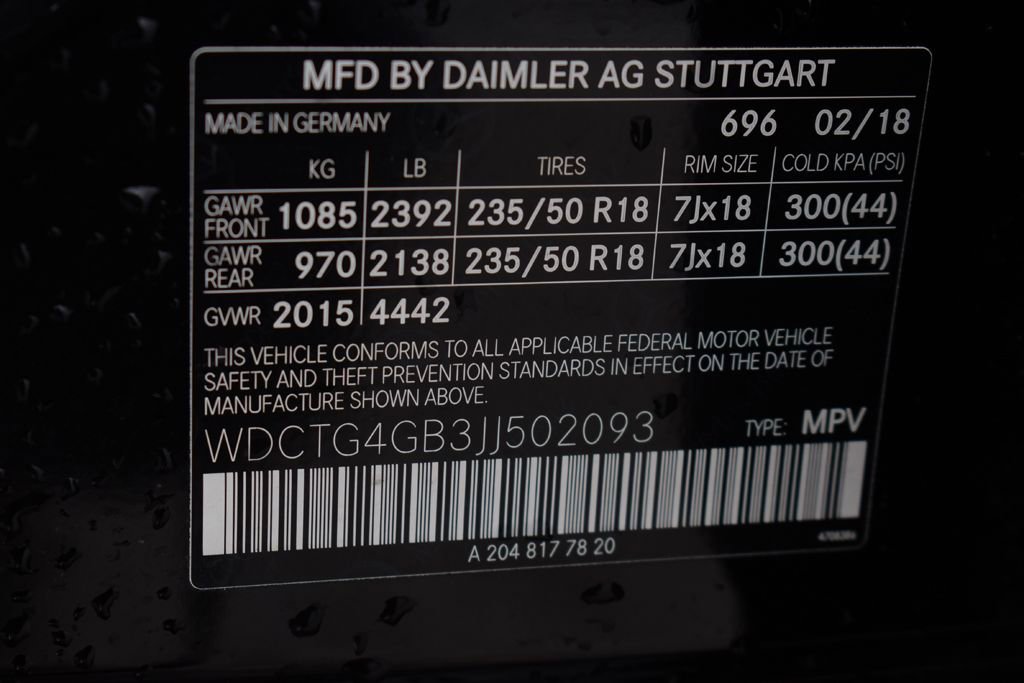 MFD BY DAIMLER AG STUTTGART
MADE IN GERMANY 696 02/18
KG LB TIRES RIM SIZE COLD KPA (PSI)
GAWR FRONT 1085 2392 235/50 R18 7Jx18 300(44)
GAWR REAR 970 2138 235/50 R18 7Jx18 300(44)
GVWR 2015 4442
THIS VEHICLE CONFORMS TO ALL APPLICABLE FEDERAL MOTOR VEHICLE
SAFETY AND THEFT PREVENTION STANDARDS IN EFFECT ON THE DATE OF
MANUFACTURE SHOWN ABOVE.
WDCTG4GB3JJ502093 TYPE: MPV
A 204 817 78 20